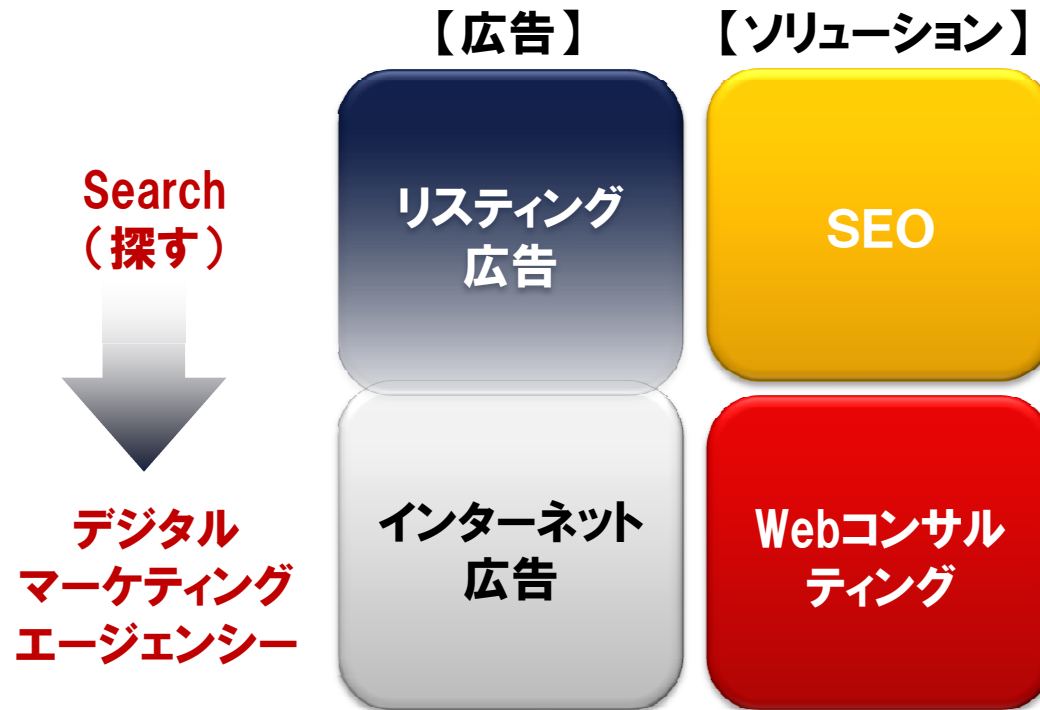 【広告】
【ソリューション】
Search
（探す）
リスティング
広告
SEO
デジタル
マーケティング
エージェンシー
インターネット
広告
Webコンサル
ティング